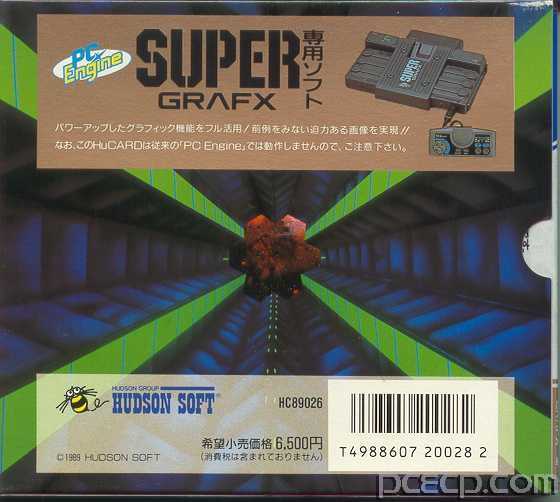 PC Engine
SUPER
GRAFX
専用ソフト
SUPER
パワーアップしたグラフィック機能をフル活用!前例をみない迫力ある画像を実現!!
なお、このHuCARDは従来の「PC Engine」では動作しませんので、ご注意下さい。
HUDSON GROUP
HUDSON SOFT®
HC89026
希望小売価格6,500円
(消費税は含まれておりません)
©1989 HUDSON SOFT
T4988607 20028 2
pcecp.com